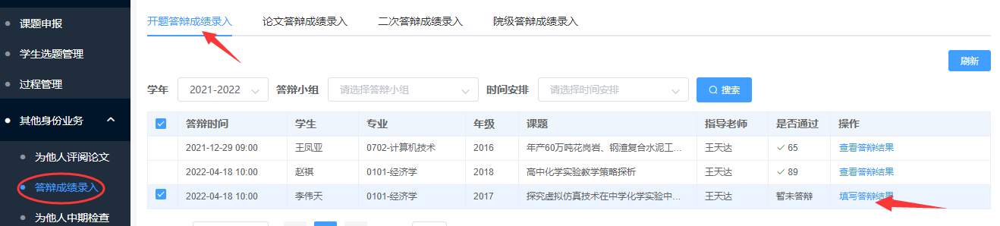 课题申报
学生选题管理
过程管理
其他身份业务
为他人评阅论文
答辩成绩录入
为他人中期检查
开题答辩成绩录入 论文答辩成绩录入 二次答辩成绩录入 院级答辩成绩录入
刷新
学年 2021-2022 答辩小组 请选择答辩小组 时间安排 请选择时间安排 搜索
答辩时间 学生 专业 年级 课题 指导老师 是否通过 操作
2021-12-29 09:00 王凤亚 0702-计算机技术 2016 年产60万吨花岗岩、钢渣复合水泥工... 王天达 ✓ 65 查看答辩结果
2022-04-18 10:00 赵祺 0101-经济学 2018 高中化学实验教学策略探析 王天达 ✓ 89 查看答辩结果
2022-04-18 10:00 李伟天 0101-经济学 2017 探究虚拟仿真技术在中学化学实验中... 王天达 暂未答辩 填写答辩结果